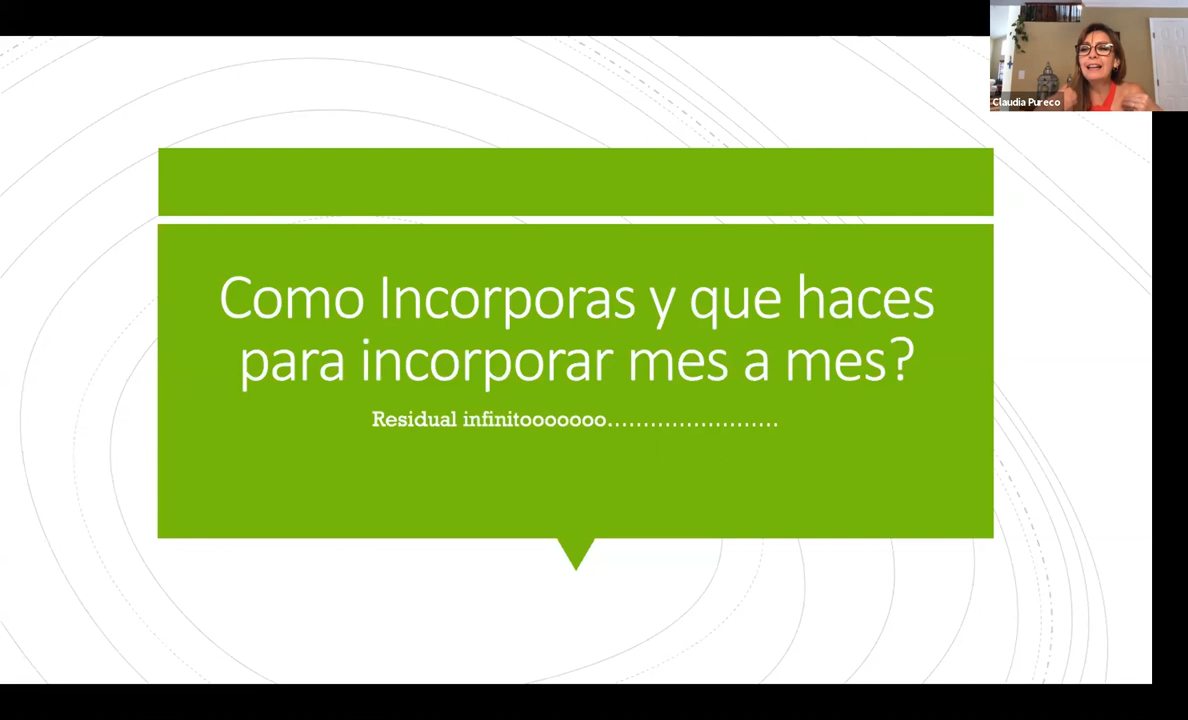 Claudia Pureco
Como Incorporas y que haces
para incorporar mes a mes?
Residual infinitooooooo........................